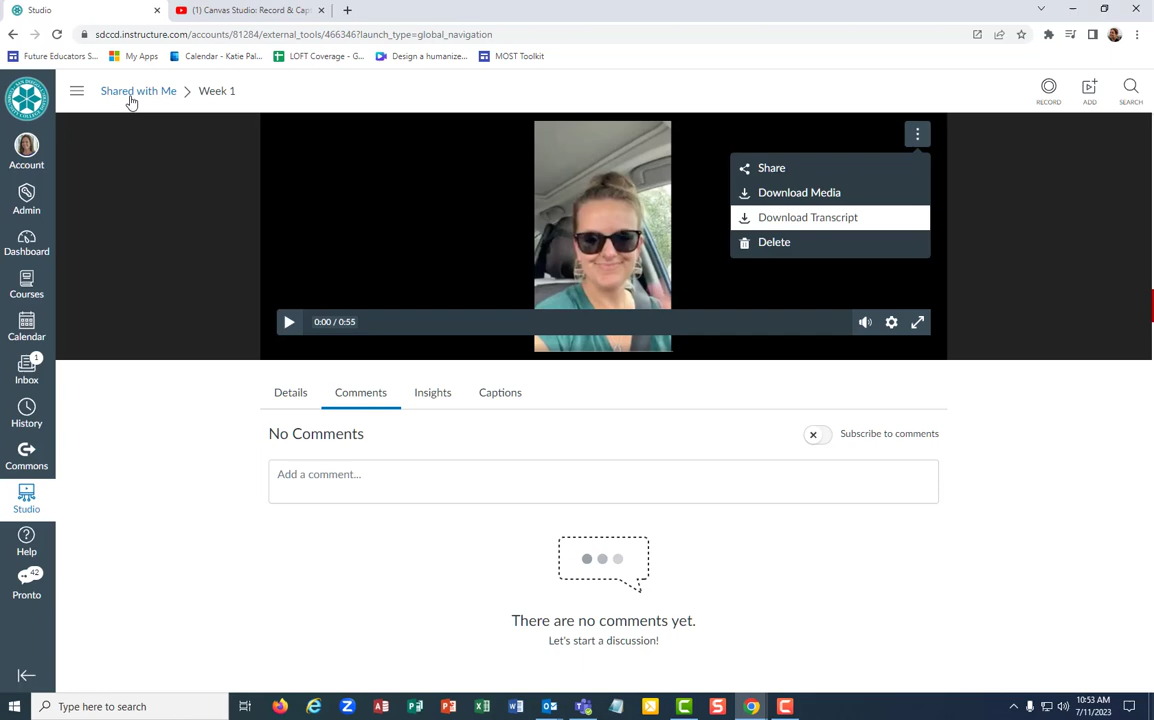 Studio
(1) Canvas Studio: Record & Cap
sdccd.instructure.com/accounts/81284/external_tools/466346?launch_type=global_navigation
Future Educators S...
My Apps
Calendar - Katie Pal...
LOFT Coverage - G...
Design a humanize...
MOST Toolkit
Shared with Me
Week 1
RECORD
ADD
SEARCH
Account
Admin
Dashboard
Courses
Calendar
1
Inbox
History
Commons
Studio
Help
42
Pronto
Share
Download Media
Download Transcript
Delete
0:00 / 0:55
Details
Comments
Insights
Captions
No Comments
Subscribe to comments
Add a comment...
There are no comments yet.
Let's start a discussion!
Type here to search
10:53 AM
7/11/2023